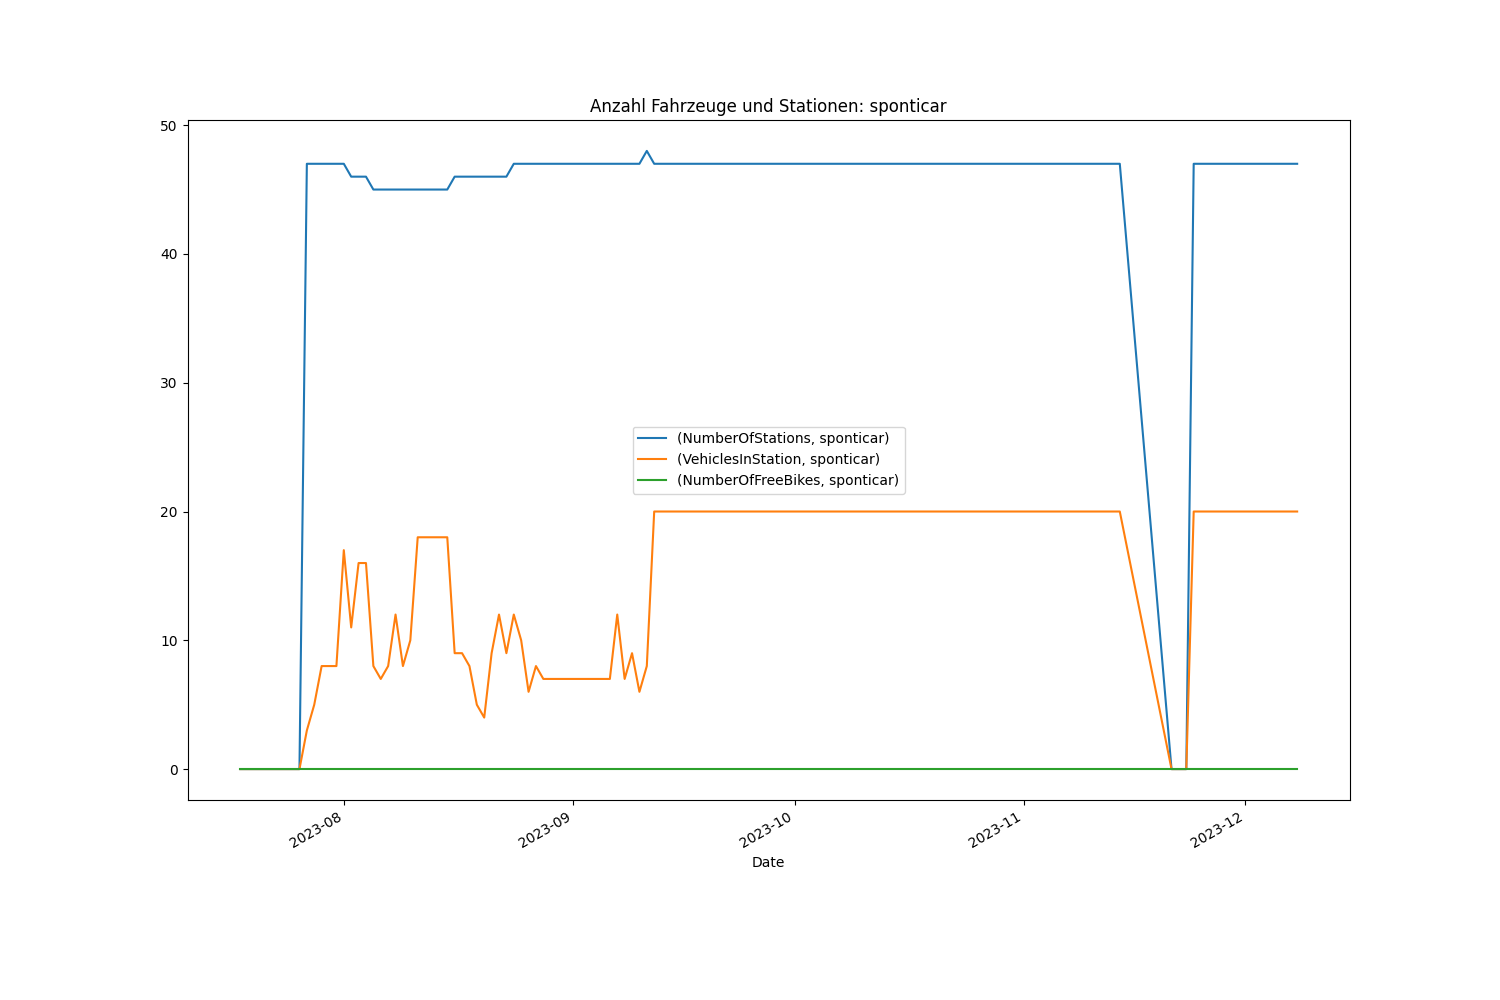 Anzahl Fahrzeuge und Stationen: sponticar
50
40
30
20
10
0
(NumberOfStations, sponticar)
(VehiclesInStation, sponticar)
(NumberOfFreeBikes, sponticar)
2023-08
2023-09
2023-10
2023-11
2023-12
Date